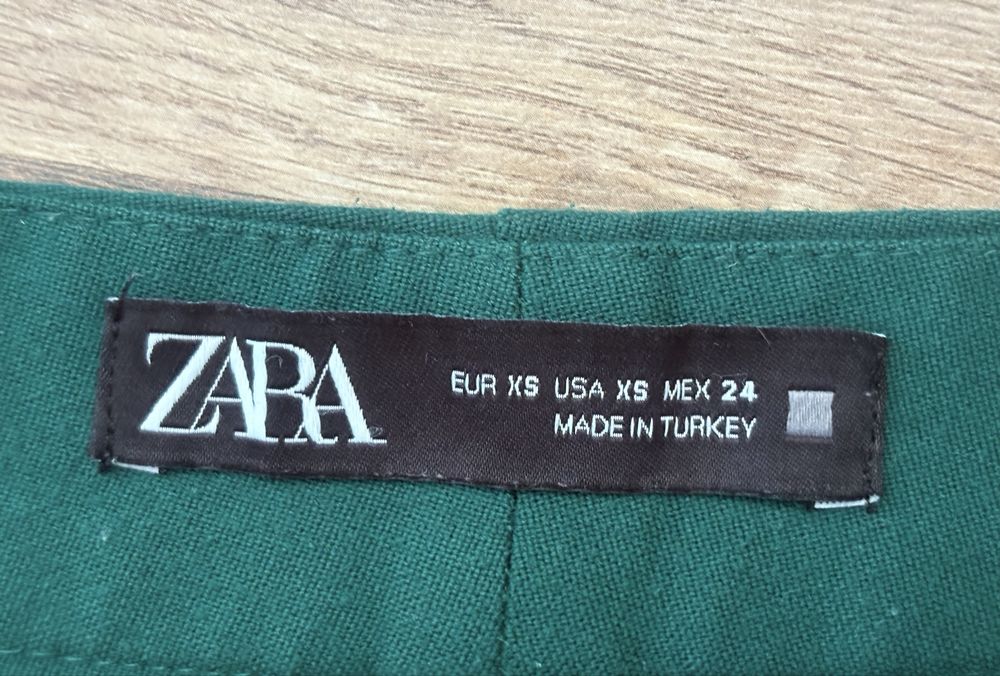 ZARA
EUR XS USA XS MEX 24
MADE IN TURKEY